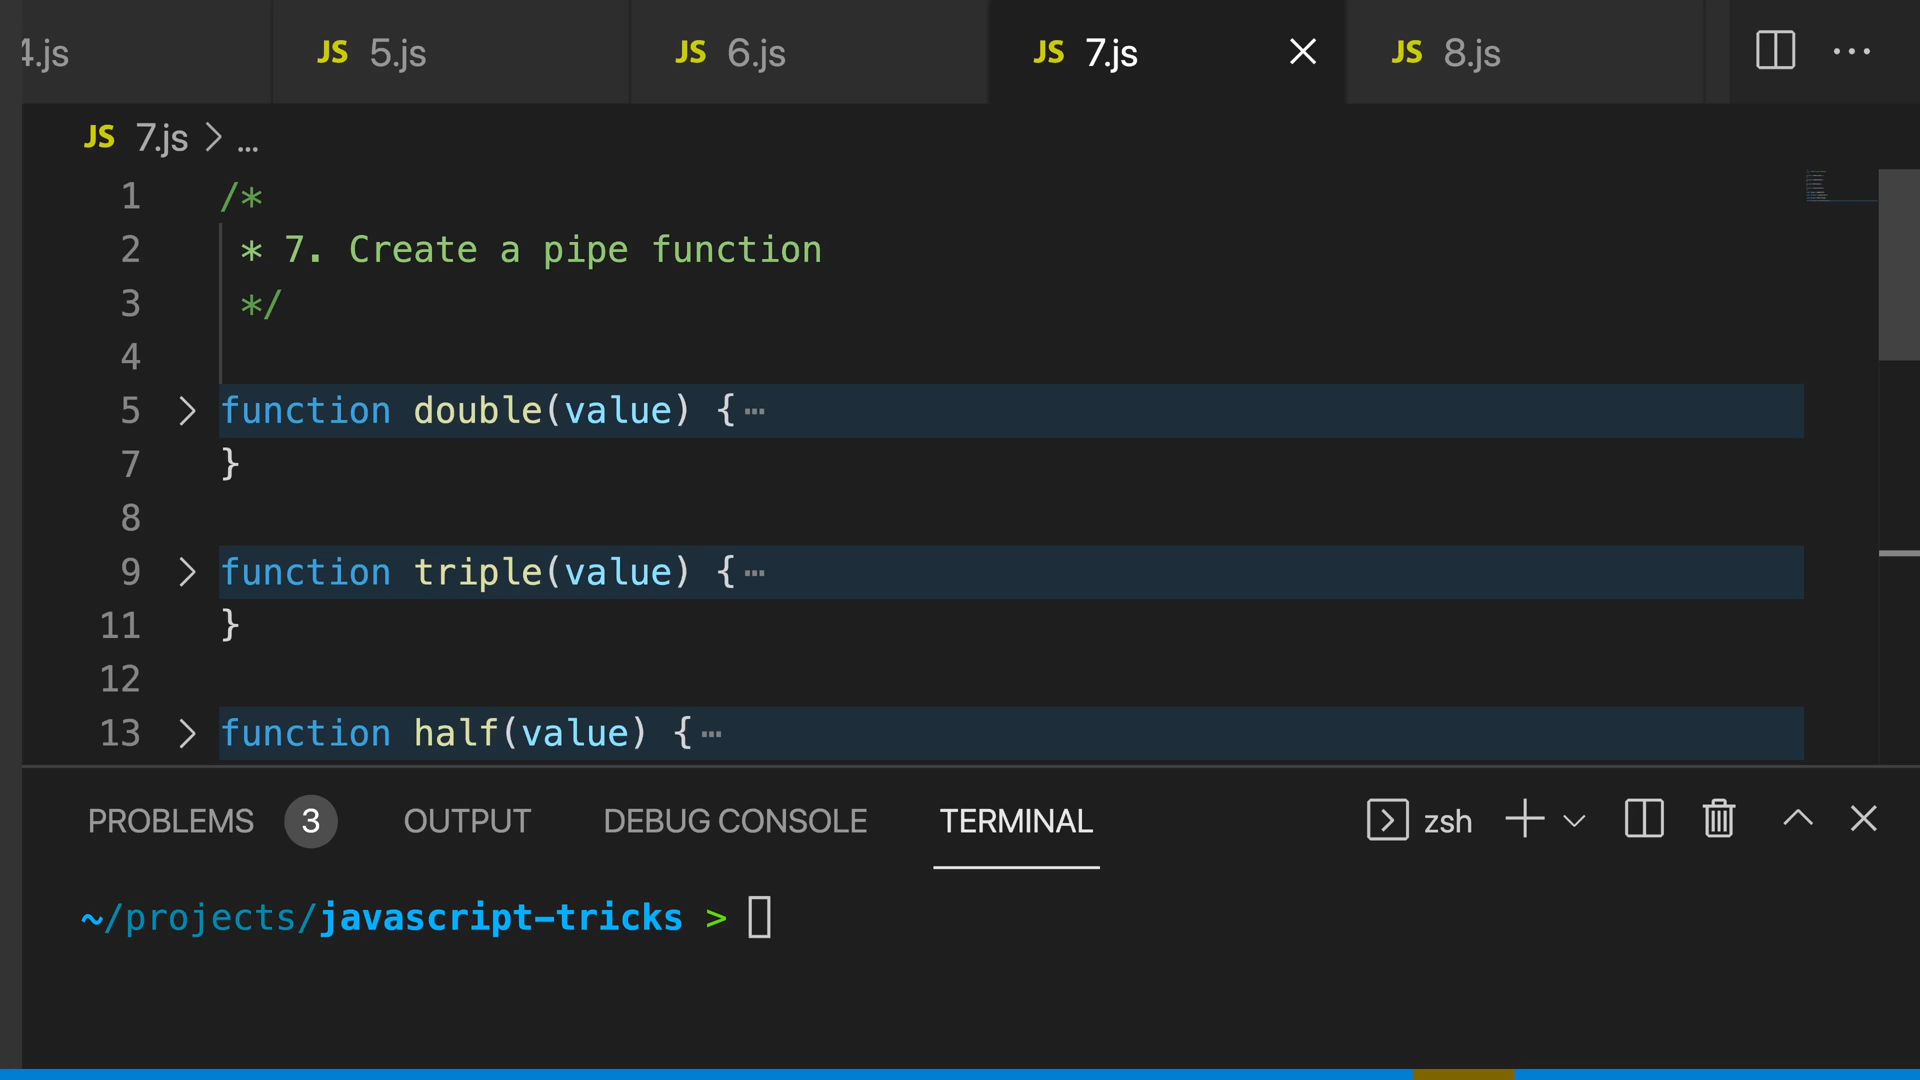 4.js JS 5.js JS 6.js JS 7.js JS 8.js
JS 7.js > ...
1 /*
2 * 7. Create a pipe function
3 */
4
5 function double(value) {⋯
7 }
8
9 function triple(value) {⋯
11 }
12
13 function half(value) {⋯
PROBLEMS 3 OUTPUT DEBUG CONSOLE TERMINAL zsh
~/projects/javascript-tricks >